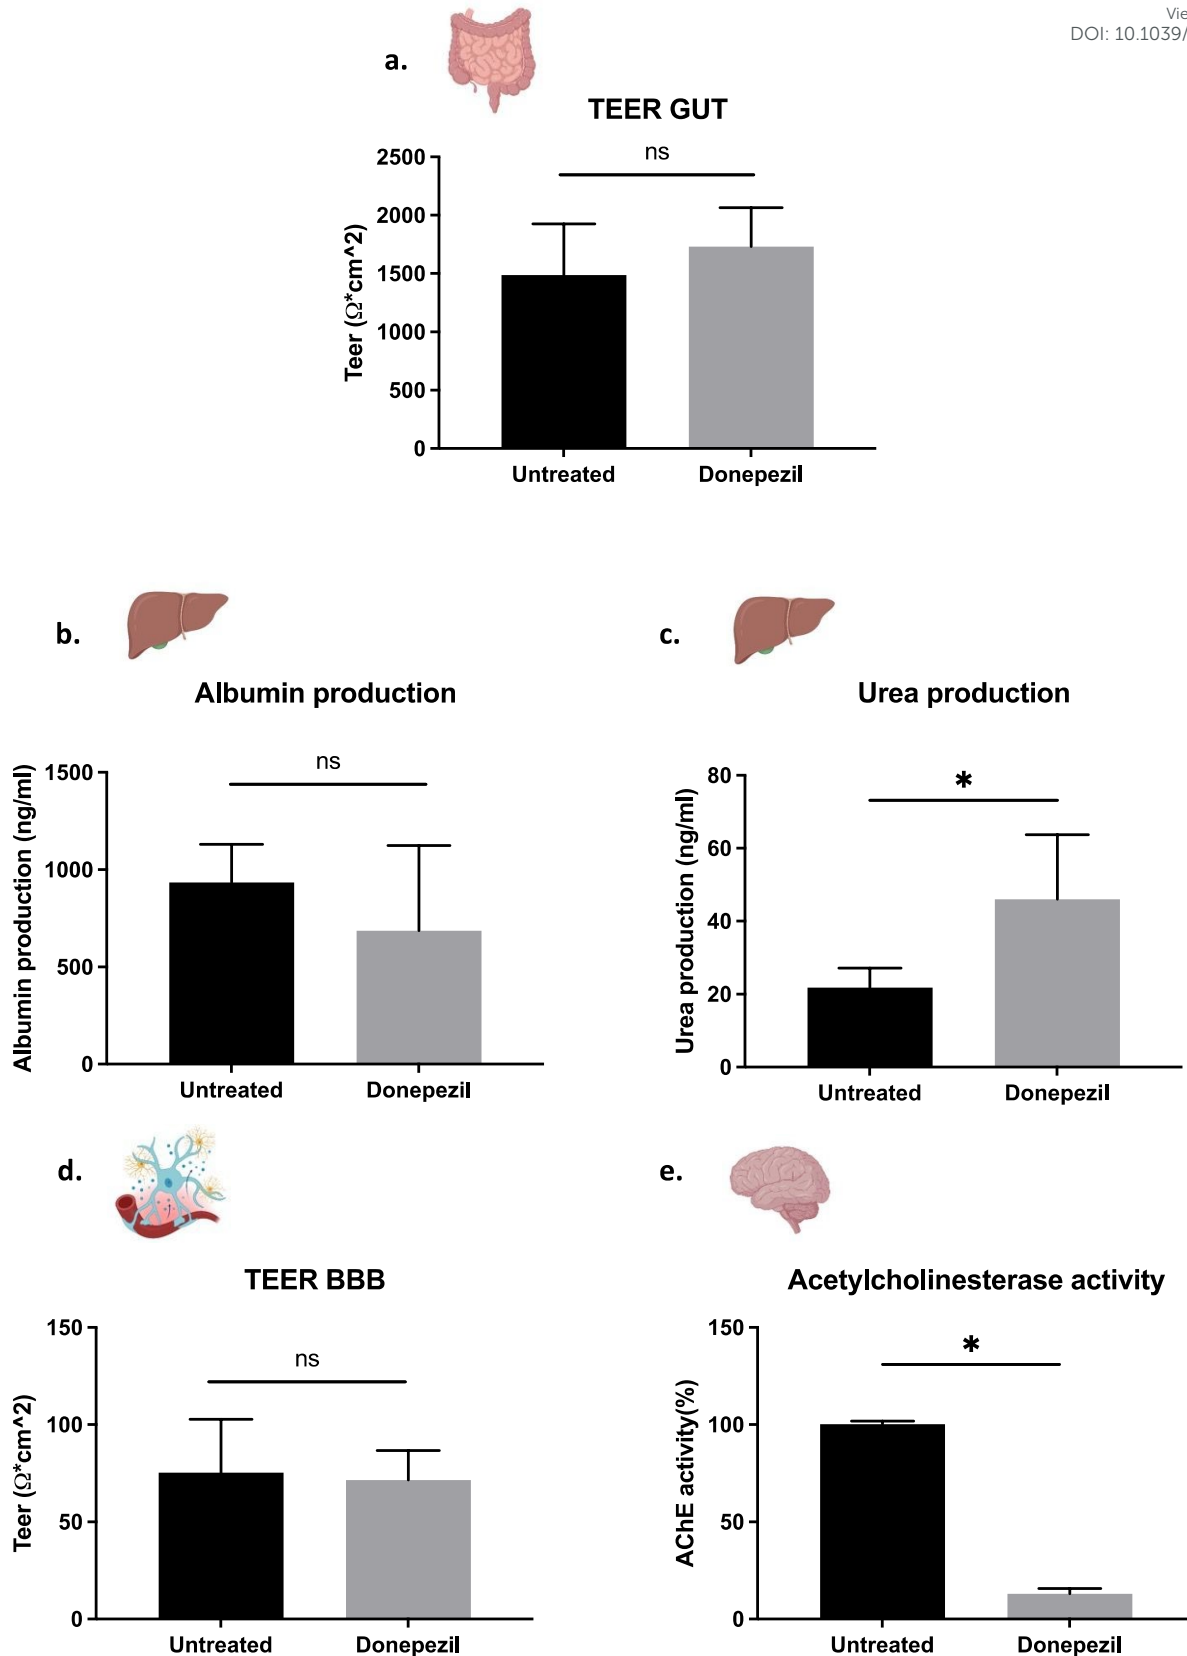 Vie
DOI: 10.1039/
a.
TEER GUT
ns
2500
2000
1500
1000
500
0
Teer (Ω*cm^2)
Untreated Donepezil
b.
Albumin production
ns
1500
1000
500
0
Albumin production (ng/ml)
Untreated Donepezil
c.
Urea production
*
80
60
40
20
0
Urea production (ng/ml)
Untreated Donepezil
d.
TEER BBB
ns
150
100
50
0
Teer (Ω*cm^2)
Untreated Donepezil
e.
Acetylcholinesterase activity
*
150
100
50
0
AChE activity(%)
Untreated Donepezil